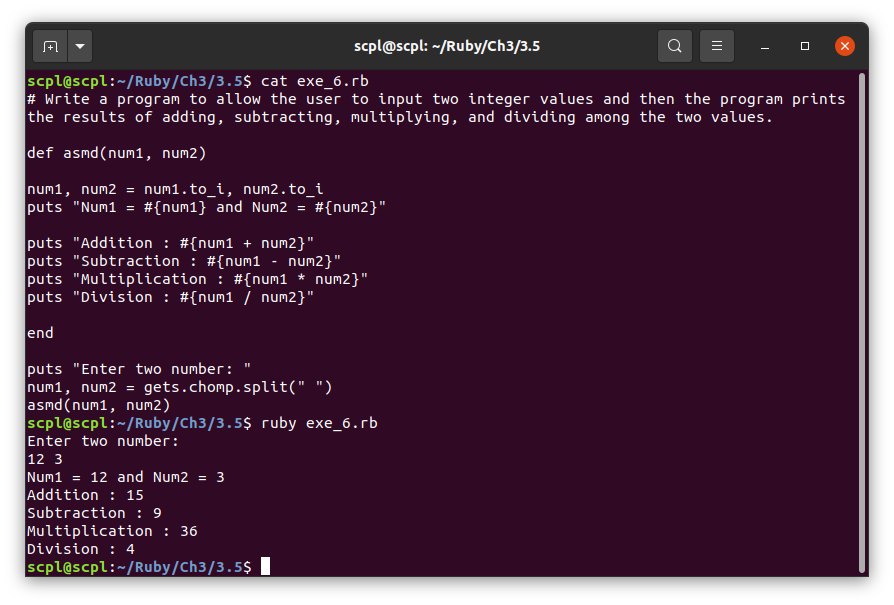 scpl@scpl: ~/Ruby/Ch3/3.5
scpl@scpl:~/Ruby/Ch3/3.5$ cat exe_6.rb
# Write a program to allow the user to input two integer values and then the program prints
the results of adding, subtracting, multiplying, and dividing among the two values.
def asmd(num1, num2)
num1, num2 = num1.to_i, num2.to_i
puts "Num1 = #{num1} and Num2 = #{num2}"
puts "Addition : #{num1 + num2}"
puts "Subtraction : #{num1 - num2}"
puts "Multiplication : #{num1 * num2}"
puts "Division : #{num1 / num2}"
end
puts "Enter two number: "
num1, num2 = gets.chomp.split(" ")
asmd(num1, num2)
scpl@scpl:~/Ruby/Ch3/3.5$ ruby exe_6.rb
Enter two number:
12 3
Num1 = 12 and Num2 = 3
Addition : 15
Subtraction : 9
Multiplication : 36
Division : 4
scpl@scpl:~/Ruby/Ch3/3.5$